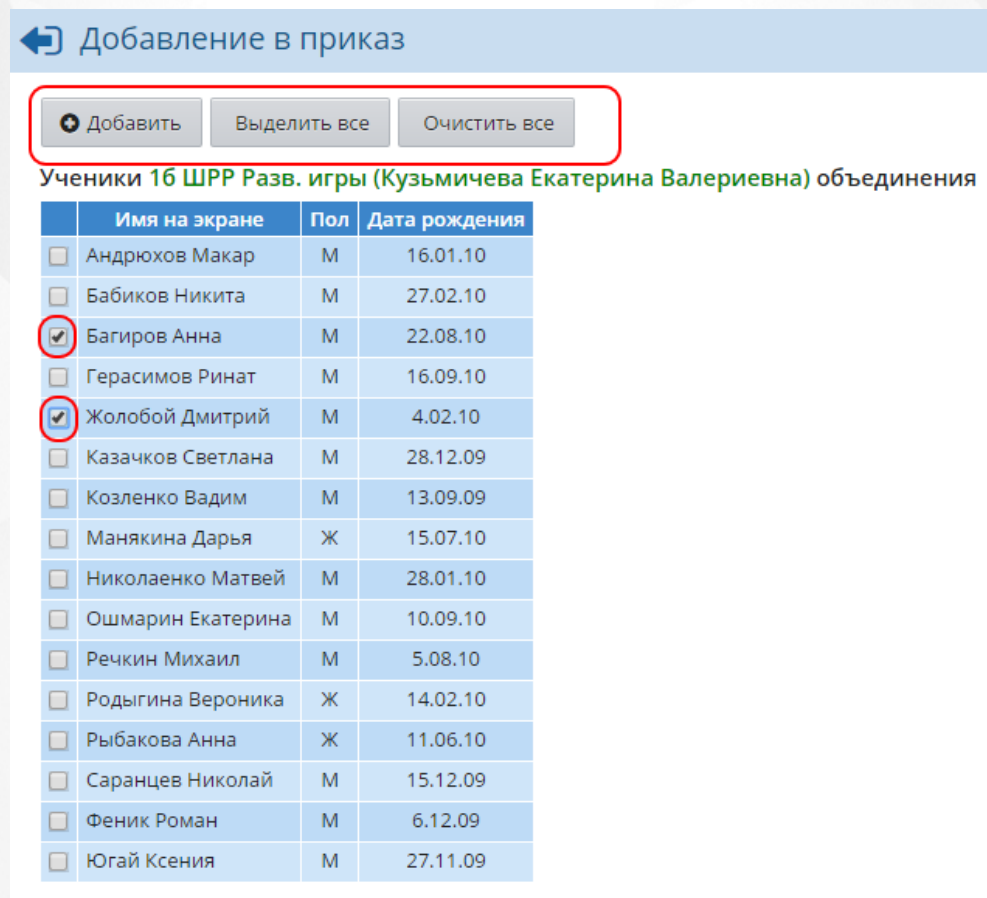 Добавление в приказ
Добавить Выделить все Очистить все
Ученики 1б ШРР Разв. игры (Кузьмичева Екатерина Валериевна) объединения
Имя на экране Пол Дата рождения
Андрюхов Макар М 16.01.10
Бабиков Никита М 27.02.10
Багиров Анна М 22.08.10
Герасимов Ринат М 16.09.10
Жолобой Дмитрий М 4.02.10
Казачков Светлана М 28.12.09
Козленко Вадим М 13.09.09
Манякина Дарья Ж 15.07.10
Николаенко Матвей М 28.01.10
Ошмарин Екатерина М 10.09.10
Речкин Михаил М 5.08.10
Родыгина Вероника Ж 14.02.10
Рыбакова Анна Ж 11.06.10
Саранцев Николай М 15.12.09
Феник Роман М 6.12.09
Югай Ксения М 27.11.09